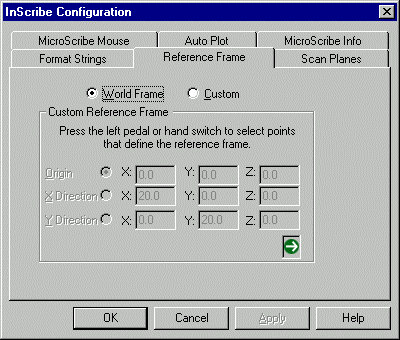 InScribe Configuration
MicroScribe Mouse Auto Plot MicroScribe Info
Format Strings Reference Frame Scan Planes
World Frame Custom
Custom Reference Frame
Press the left pedal or hand switch to select points
that define the reference frame.
Origin X: 0.0 Y: 0.0 Z: 0.0
X Direction X: 20.0 Y: 0.0 Z: 0.0
Y Direction X: 0.0 Y: 20.0 Z: 0.0
OK Cancel Apply Help